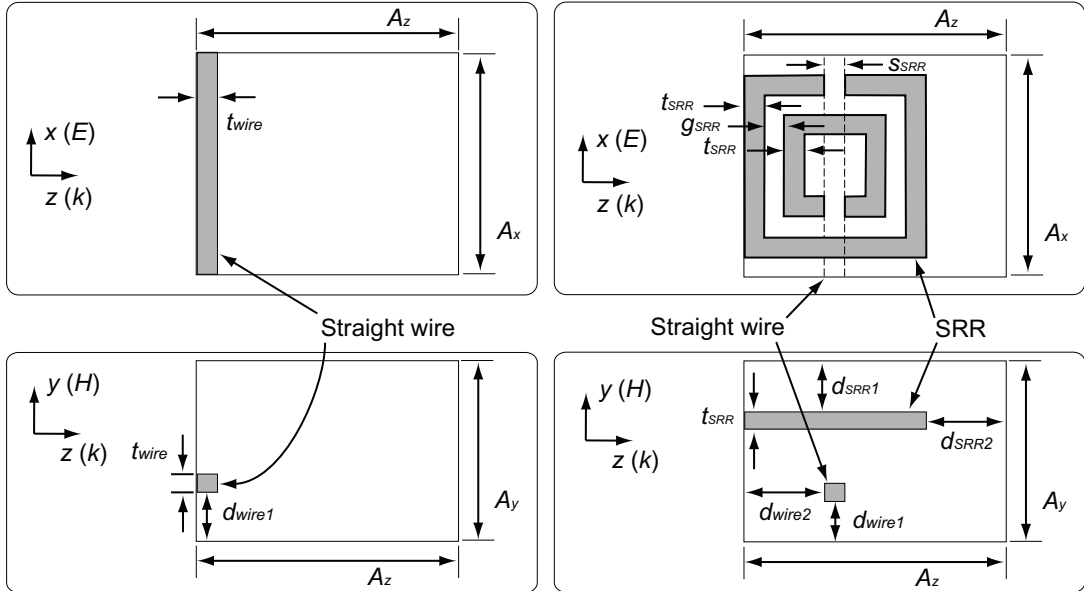 Az
twire
x (E)
z (k)
Ax
Az
sSRR
tSRR
gSRR
tSRR
x (E)
z (k)
Ax
Straight wire
Straight wire
SRR
y (H)
z (k)
twire
dwire1
Ay
Az
y (H)
z (k)
dSRR1
tSRR
dSRR2
dwire2
dwire1
Ay
Az